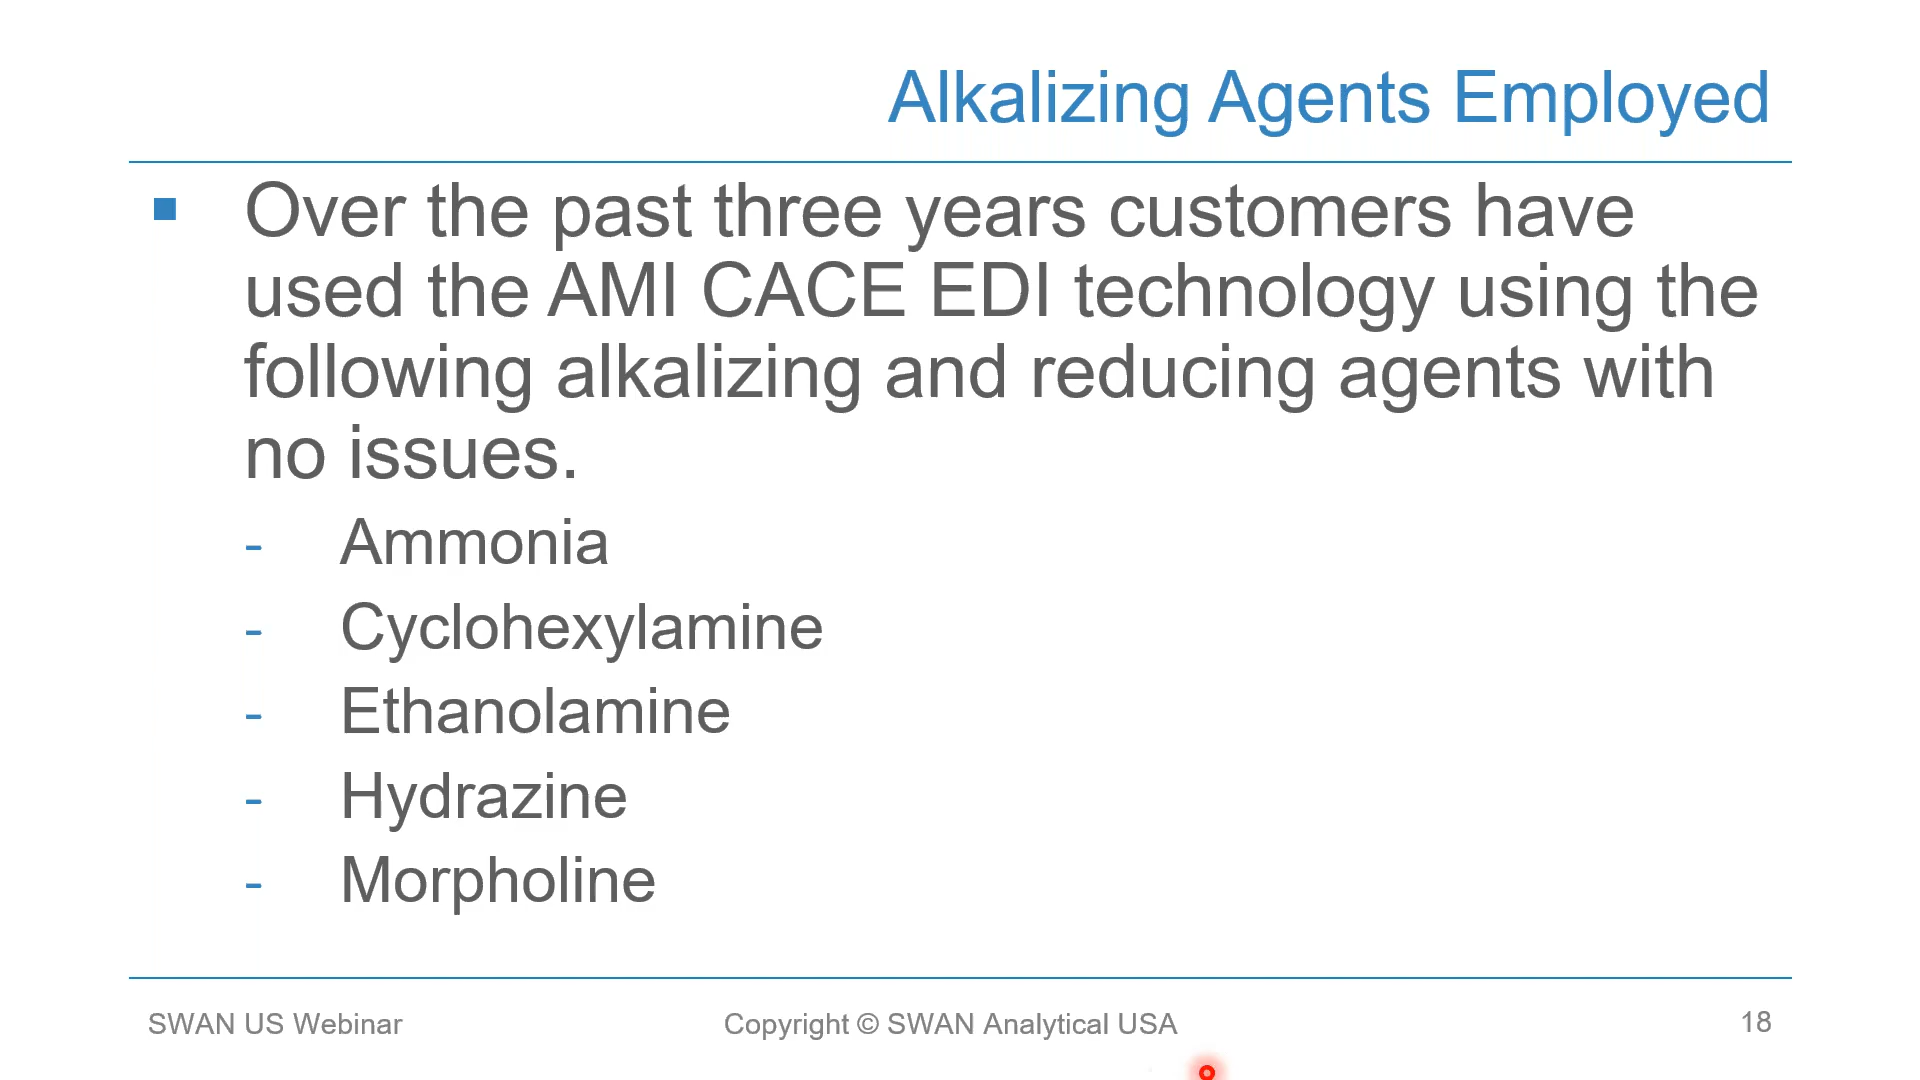 Alkalizing Agents Employed
▪ Over the past three years customers have
used the AMI CACE EDI technology using the
following alkalizing and reducing agents with
no issues.
- Ammonia
- Cyclohexylamine
- Ethanolamine
- Hydrazine
- Morpholine
SWAN US Webinar
Copyright © SWAN Analytical USA
18